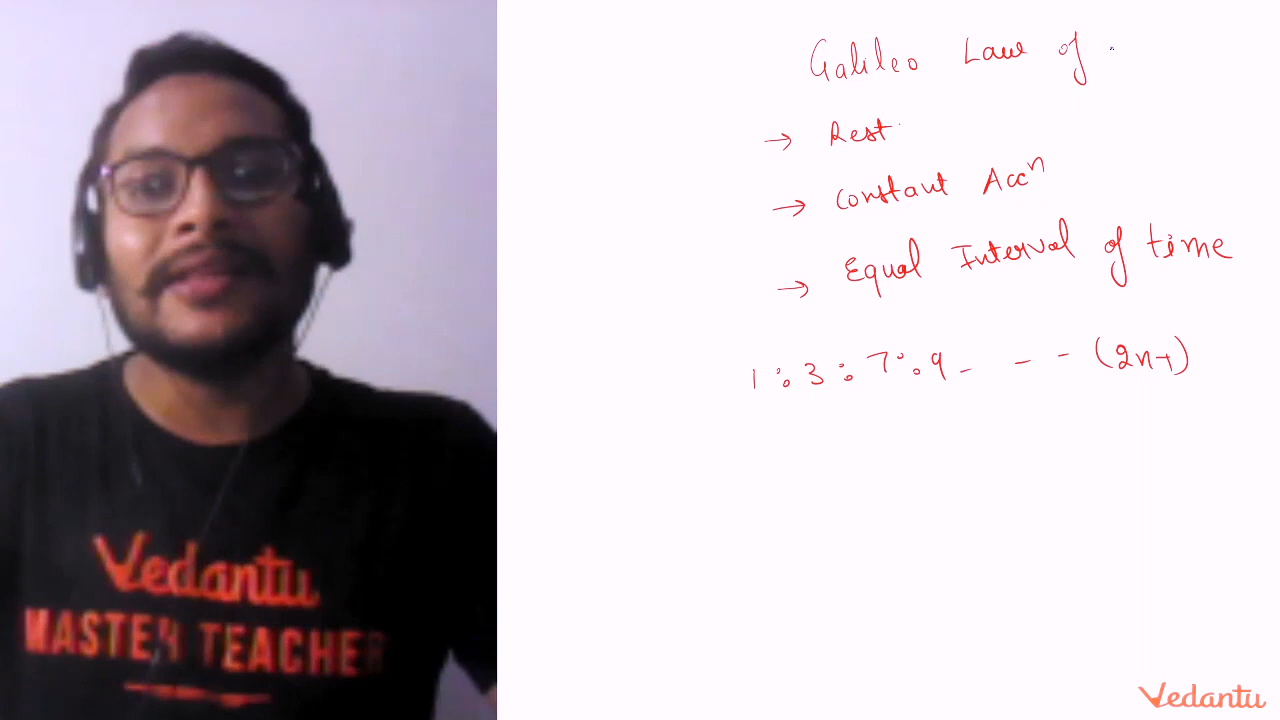 Galileo Law of
→ Rest
→ Constant Accⁿ
→ Equal Interval of time
1 : 3 : 7 : 9 - - - (2n-1)
Vedantu
MASTER TEACHER
Vedantu